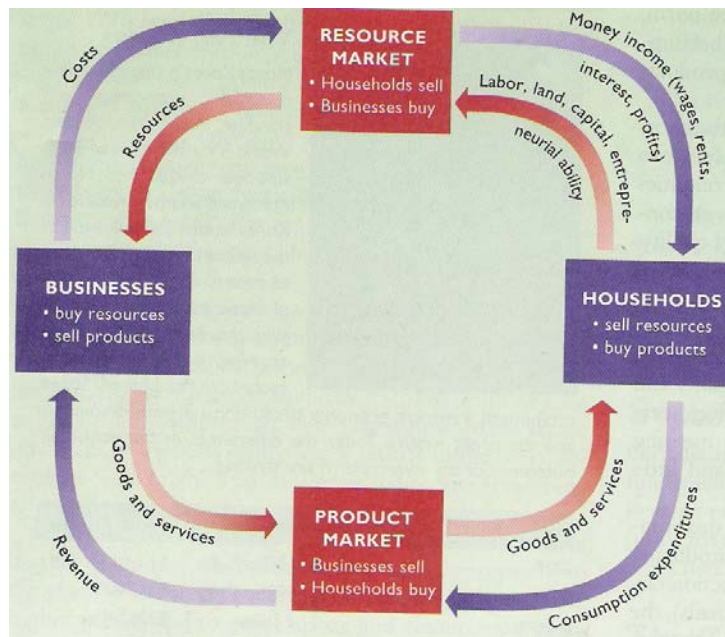 RESOURCE
MARKET
• Households sell
• Businesses buy
Costs
Resources
Money income (wages, rents,
interest, profits)
Labor, land, capital, entrepre-
neurial ability
BUSINESSES
• buy resources
• sell products
HOUSEHOLDS
• sell resources
• buy products
Goods and services
Revenue
PRODUCT
MARKET
• Businesses sell
• Households buy
Goods and services
Consumption expenditures